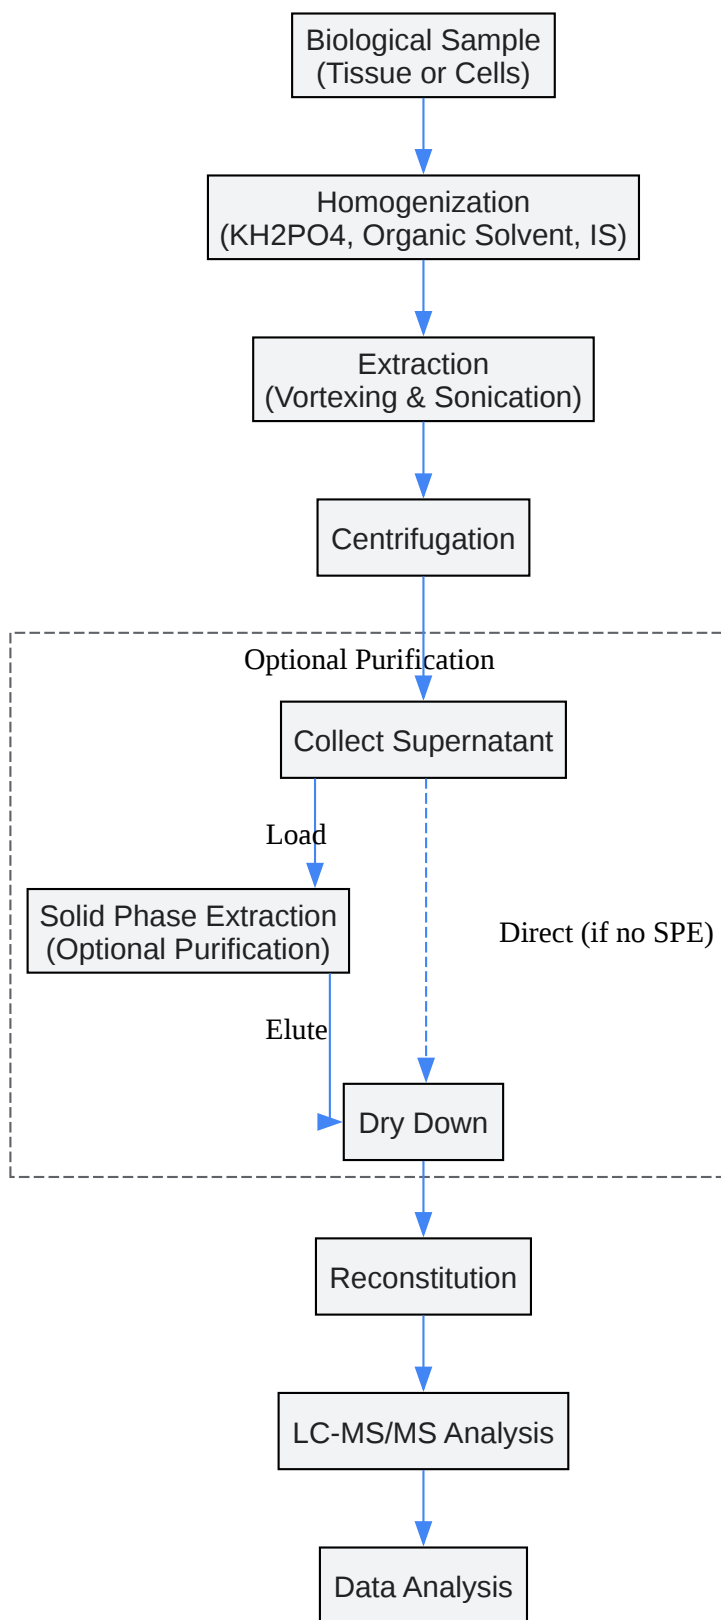 Biological Sample
(Tissue or Cells)
Homogenization
(KH2PO4, Organic Solvent, IS)
Extraction
(Vortexing & Sonication)
Centrifugation
Optional Purification
Collect Supernatant
Load
Solid Phase Extraction
(Optional Purification)
Direct (if no SPE)
Elute
Dry Down
Reconstitution
LC-MS/MS Analysis
Data Analysis